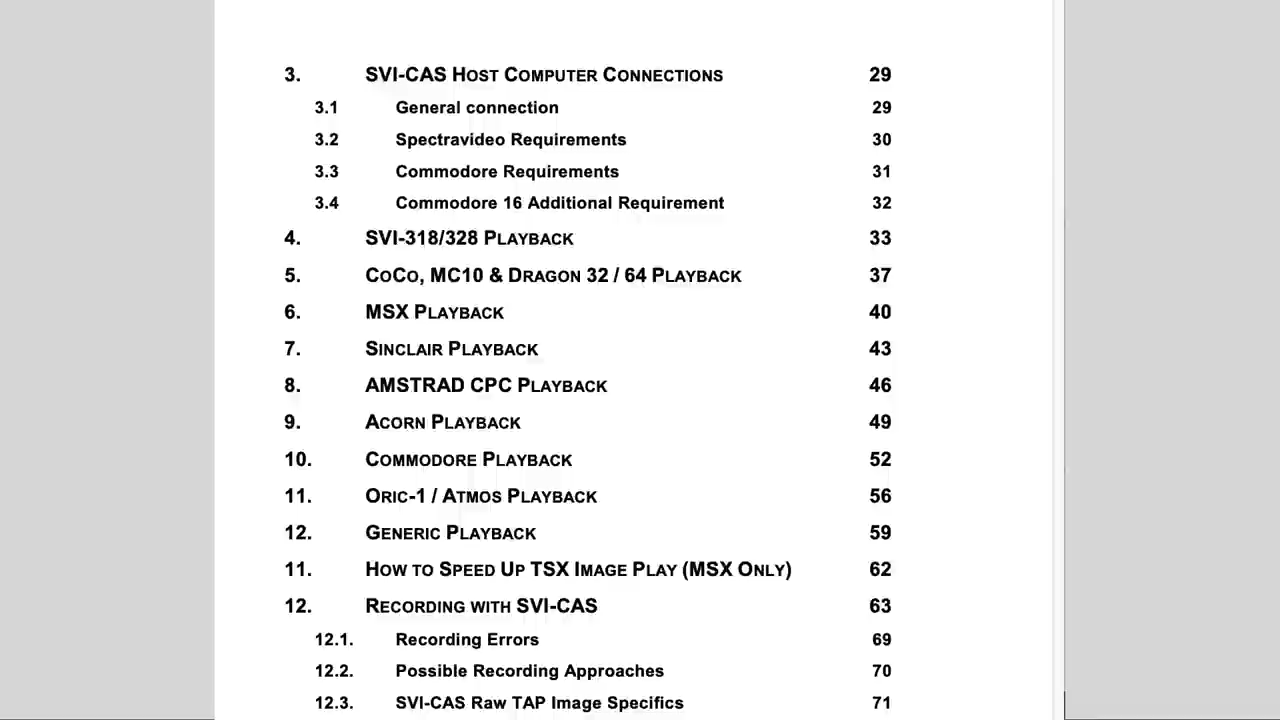 3. SVI-CAS Host Computer Connections 29
3.1 General connection 29
3.2 Spectravideo Requirements 30
3.3 Commodore Requirements 31
3.4 Commodore 16 Additional Requirement 32
4. SVI-318/328 Playback 33
5. CoCo, MC10 & Dragon 32 / 64 Playback 37
6. MSX Playback 40
7. Sinclair Playback 43
8. AMSTRAD CPC Playback 46
9. Acorn Playback 49
10. Commodore Playback 52
11. Oric-1 / Atmos Playback 56
12. Generic Playback 59
11. How to Speed Up TSX Image Play (MSX Only) 62
12. Recording with SVI-CAS 63
12.1. Recording Errors 69
12.2. Possible Recording Approaches 70
12.3. SVI-CAS Raw TAP Image Specifics 71